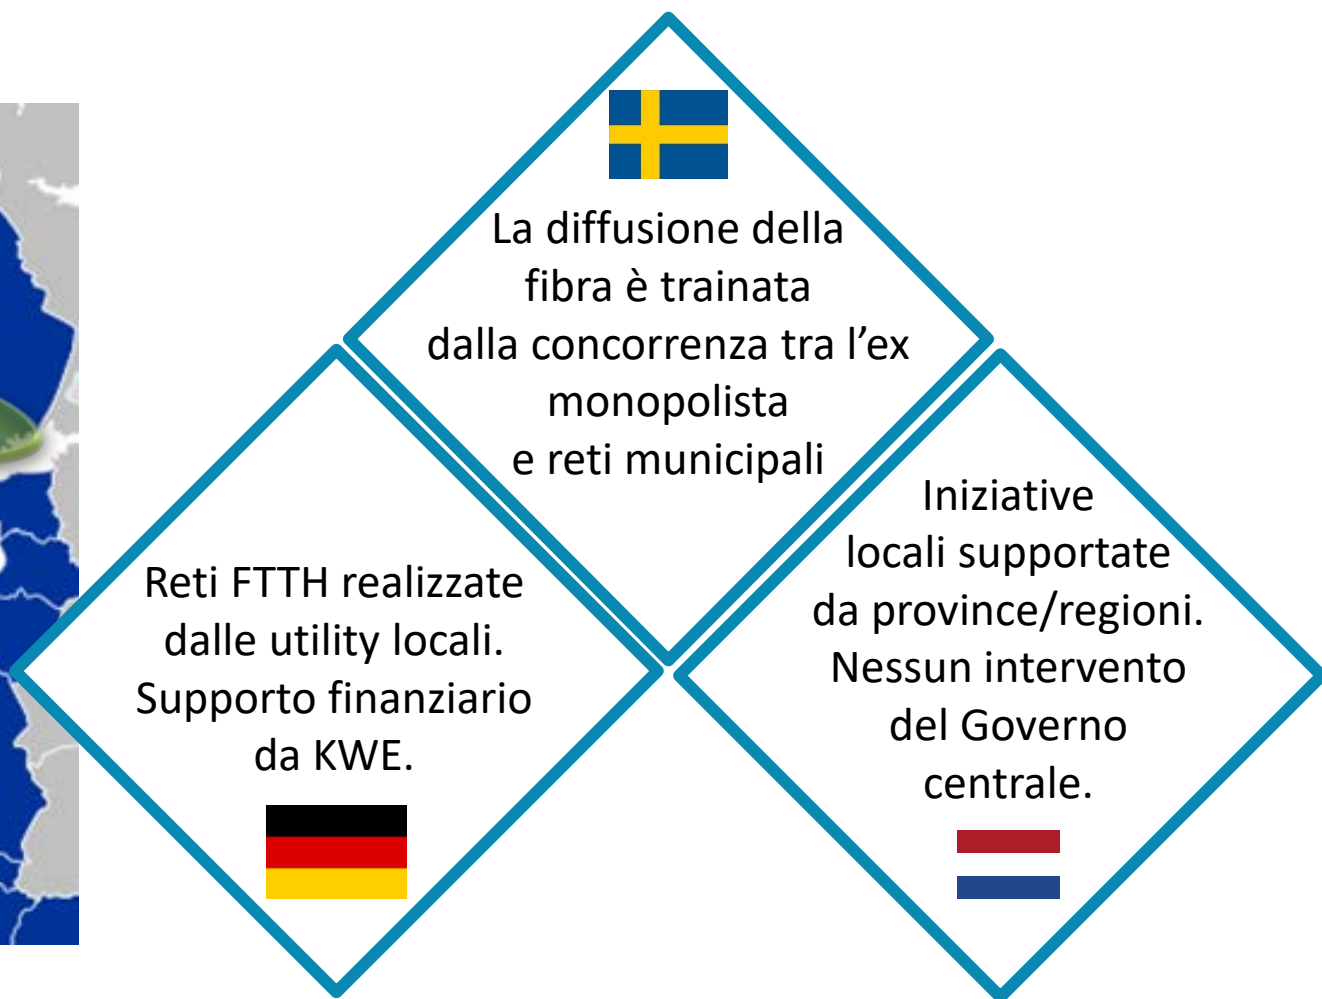 La diffusione della
fibra è trainata
dalla concorrenza tra l’ex
monopolista
e reti municipali
Reti FTTH realizzate
dalle utility locali.
Supporto finanziario
da KWE.
Iniziative
locali supportate
da province/regioni.
Nessun intervento
del Governo
centrale.